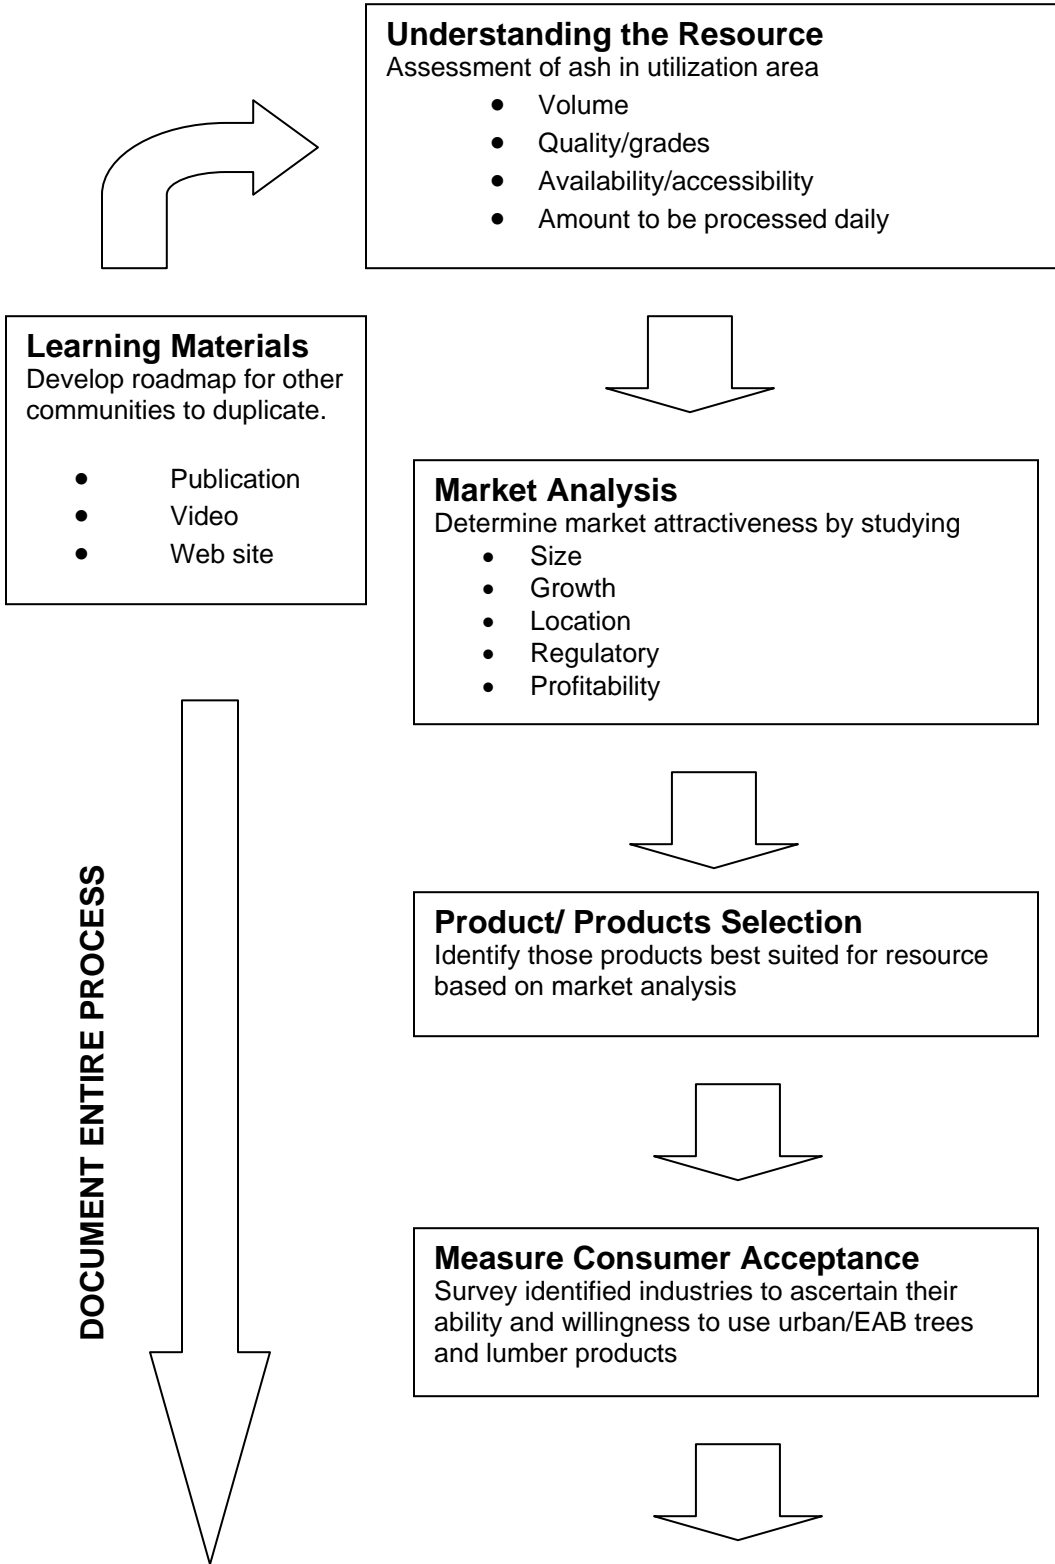 Understanding the Resource
Assessment of ash in utilization area
• Volume
• Quality/grades
• Availability/accessibility
• Amount to be processed daily
Learning Materials
Develop roadmap for other
communities to duplicate.
• Publication
• Video
• Web site
Market Analysis
Determine market attractiveness by studying
• Size
• Growth
• Location
• Regulatory
• Profitability
DOCUMENT ENTIRE PROCESS
Product/ Products Selection
Identify those products best suited for resource
based on market analysis
Measure Consumer Acceptance
Survey identified industries to ascertain their
ability and willingness to use urban/EAB trees
and lumber products